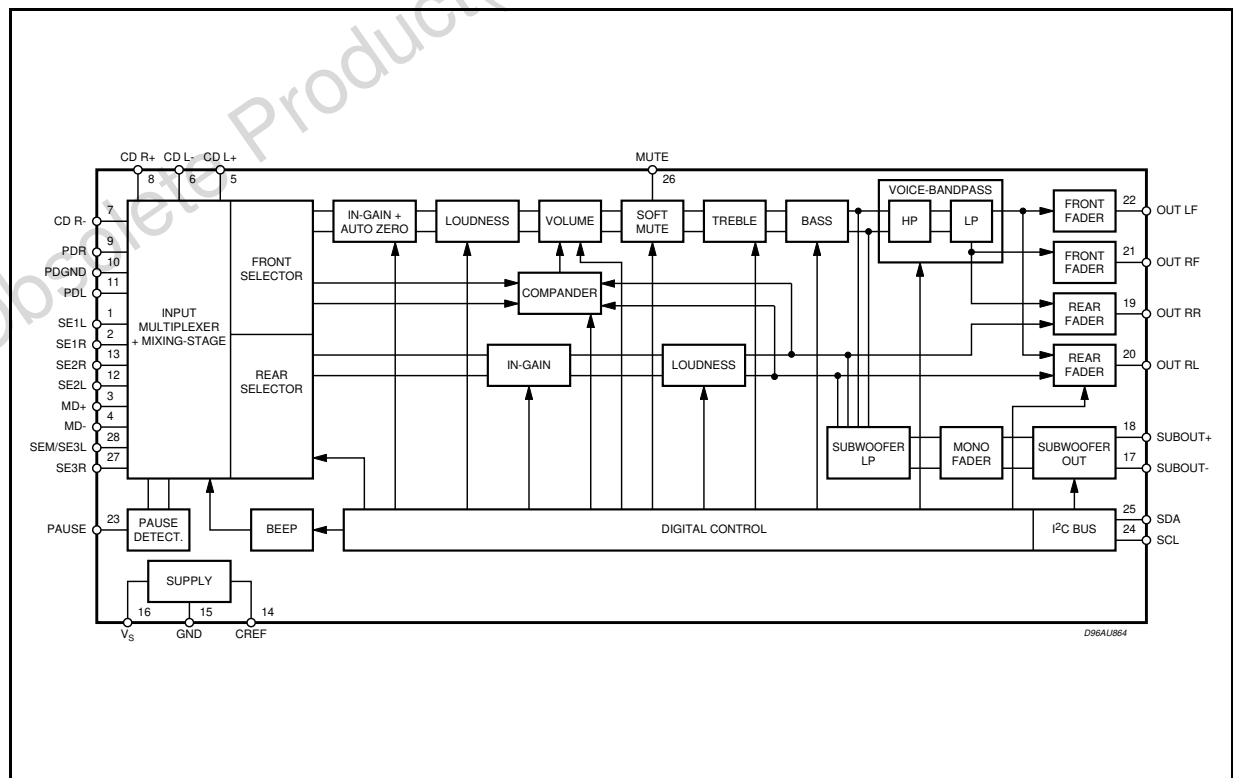 Obsolete Product(
CD R+ CD L- CD L+
8 6 5
MUTE
26
7
CD R-
9
PDR
10
PDGND
11
PDL
1
SE1L
2
SE1R
13
SE2R
12
SE2L
3
MD+
4
MD-
28
SEM/SE3L
27
SE3R
INPUT
MULTIPLEXER
+ MIXING-STAGE
FRONT
SELECTOR
REAR
SELECTOR
IN-GAIN +
AUTO ZERO
LOUDNESS
VOLUME
SOFT
MUTE
TREBLE
BASS
VOICE-BANDPASS
HP
LP
FRONT
FADER
22
OUT LF
FRONT
FADER
21
OUT RF
COMPANDER
REAR
FADER
19
OUT RR
IN-GAIN
LOUDNESS
REAR
FADER
20
OUT RL
SUBWOOFER
LP
MONO
FADER
SUBWOOFER
OUT
18
SUBOUT+
17
SUBOUT-
PAUSE
23
PAUSE
DETECT.
BEEP
DIGITAL CONTROL
I2C BUS
25
SDA
24
SCL
SUPPLY
16 15 14
VS GND CREF
D96AU864